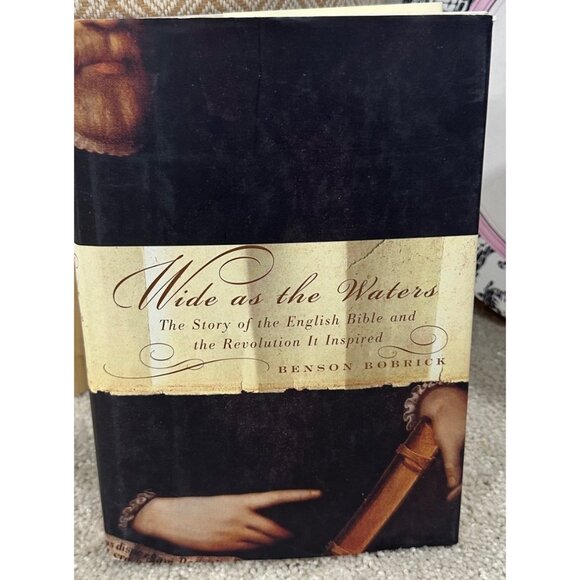 Wide as the Waters
The Story of the English Bible and
the Revolution It Inspired
BENSON BOBRICK